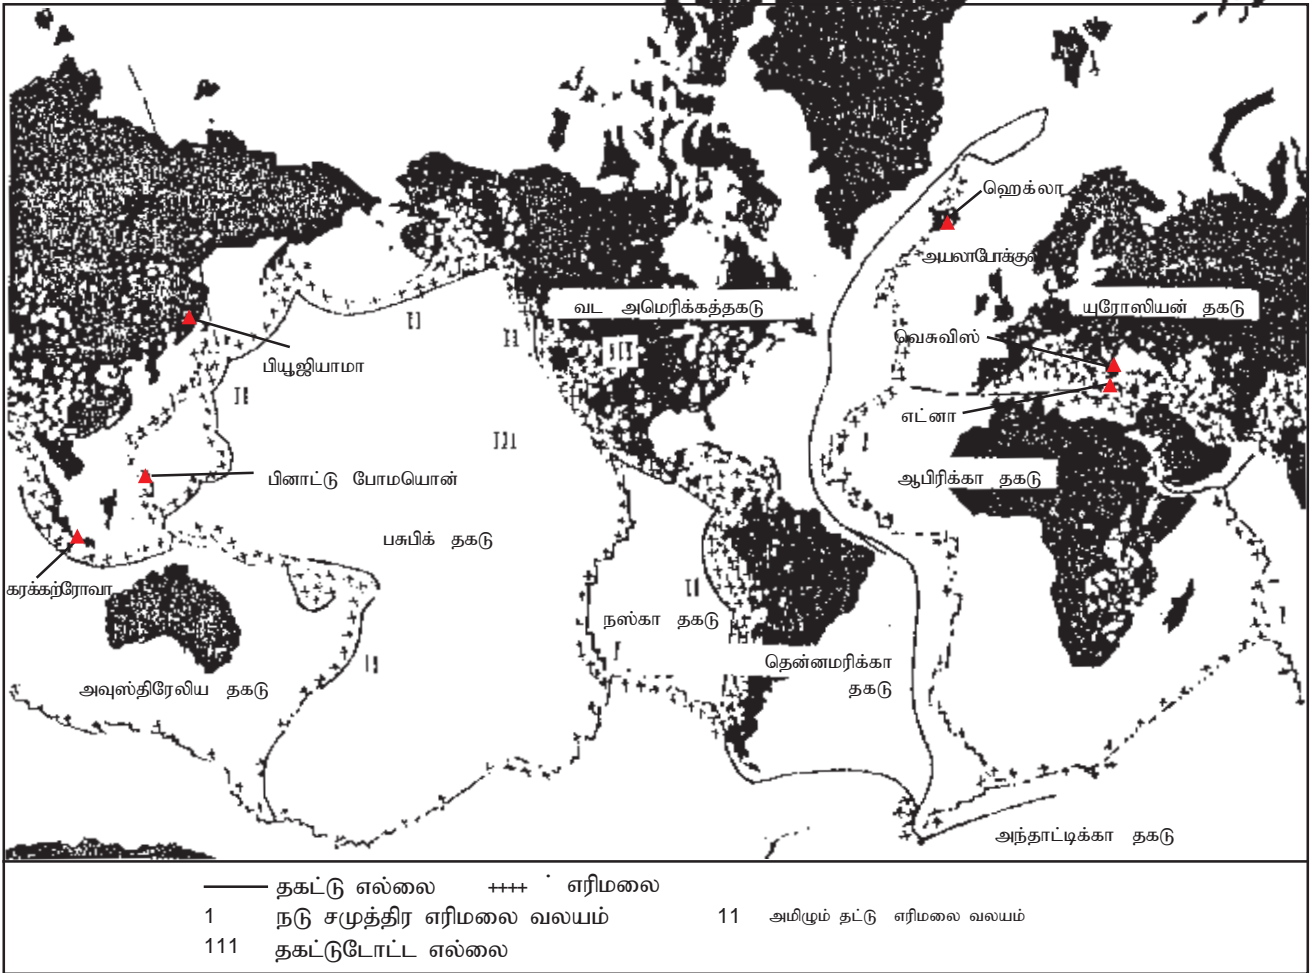 ஹெக்லா
அயலாபோக்குல்
வட அமெரிக்கத்தகடு
யுரோஸியன் தகடு
வெசுவிஸ்
பியூஜியாமா
எட்னா
பினாட்டு போமயொன்
ஆபிரிக்கா தகடு
பசுபிக் தகடு
கரக்கற்ரோவா
நஸ்கா தகடு
தென்னமரிக்கா
தகடு
அவுஸ்திரேலிய தகடு
அந்தாட்டிக்கா தகடு
தகட்டு எல்லை ++++ எரிமலை
1 நடு சமுத்திர எரிமலை வலயம் 11 அமிழும் தட்டு எரிமலை வலயம்
111 தகட்டுடோட்ட எல்லை